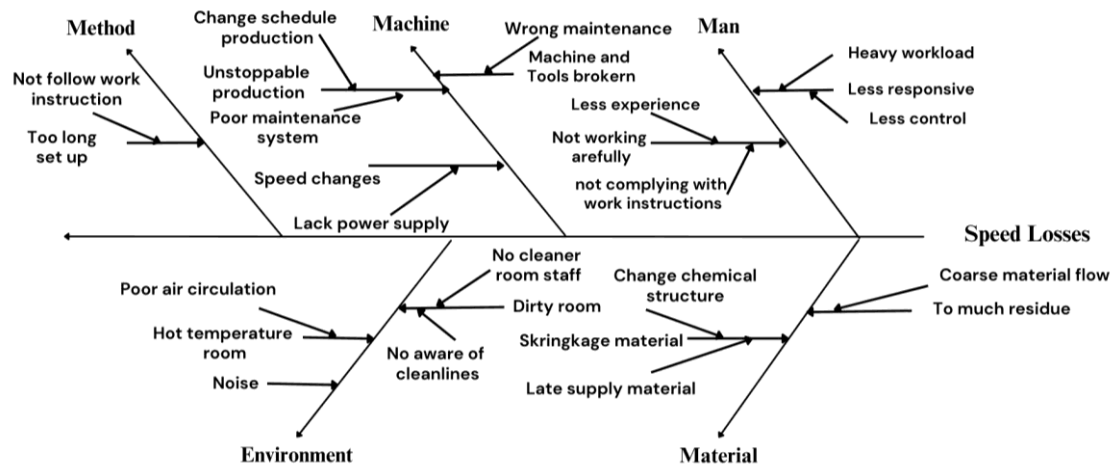 Method
Change schedule
production
Machine
Wrong maintenance
Man
Not follow work
instruction
Unstoppable
production
Machine and
Tools brokern
Heavy workload
Less responsive
Less control
Too long
set up
Poor maintenance
system
Less experience
Not working
arefully
Speed changes
not complying with
work instructions
Lack power supply
Speed Losses
No cleaner
room staff
Change chemical
structure
Coarse material flow
Poor air circulation
Dirty room
To much residue
Hot temperature
room
No aware of
cleanlines
Skringkage material
Noise
Late supply material
Environment
Material